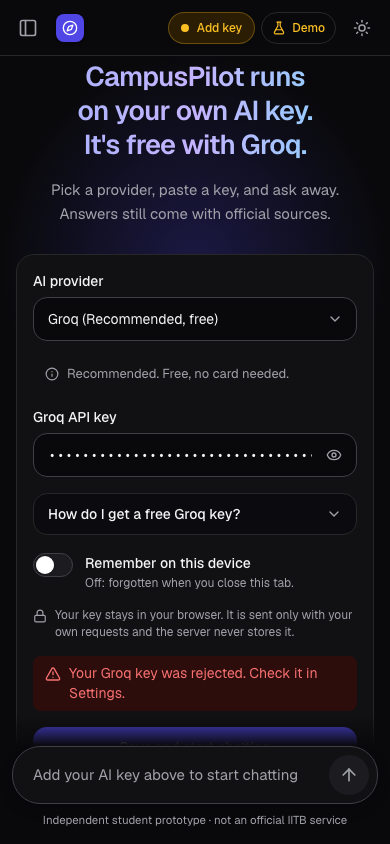 Add key
Demo
CampusPilot runs
on your own AI key.
It's free with Groq.
Pick a provider, paste a key, and ask away.
Answers still come with official sources.
AI provider
Groq (Recommended, free)
Recommended. Free, no card needed.
Groq API key
How do I get a free Groq key?
Remember on this device
Off: forgotten when you close this tab.
Your key stays in your browser. It is sent only with your
own requests and the server never stores it.
Your Groq key was rejected. Check it in
Settings.
Add your AI key above to start chatting
Independent student prototype · not an official IITB service